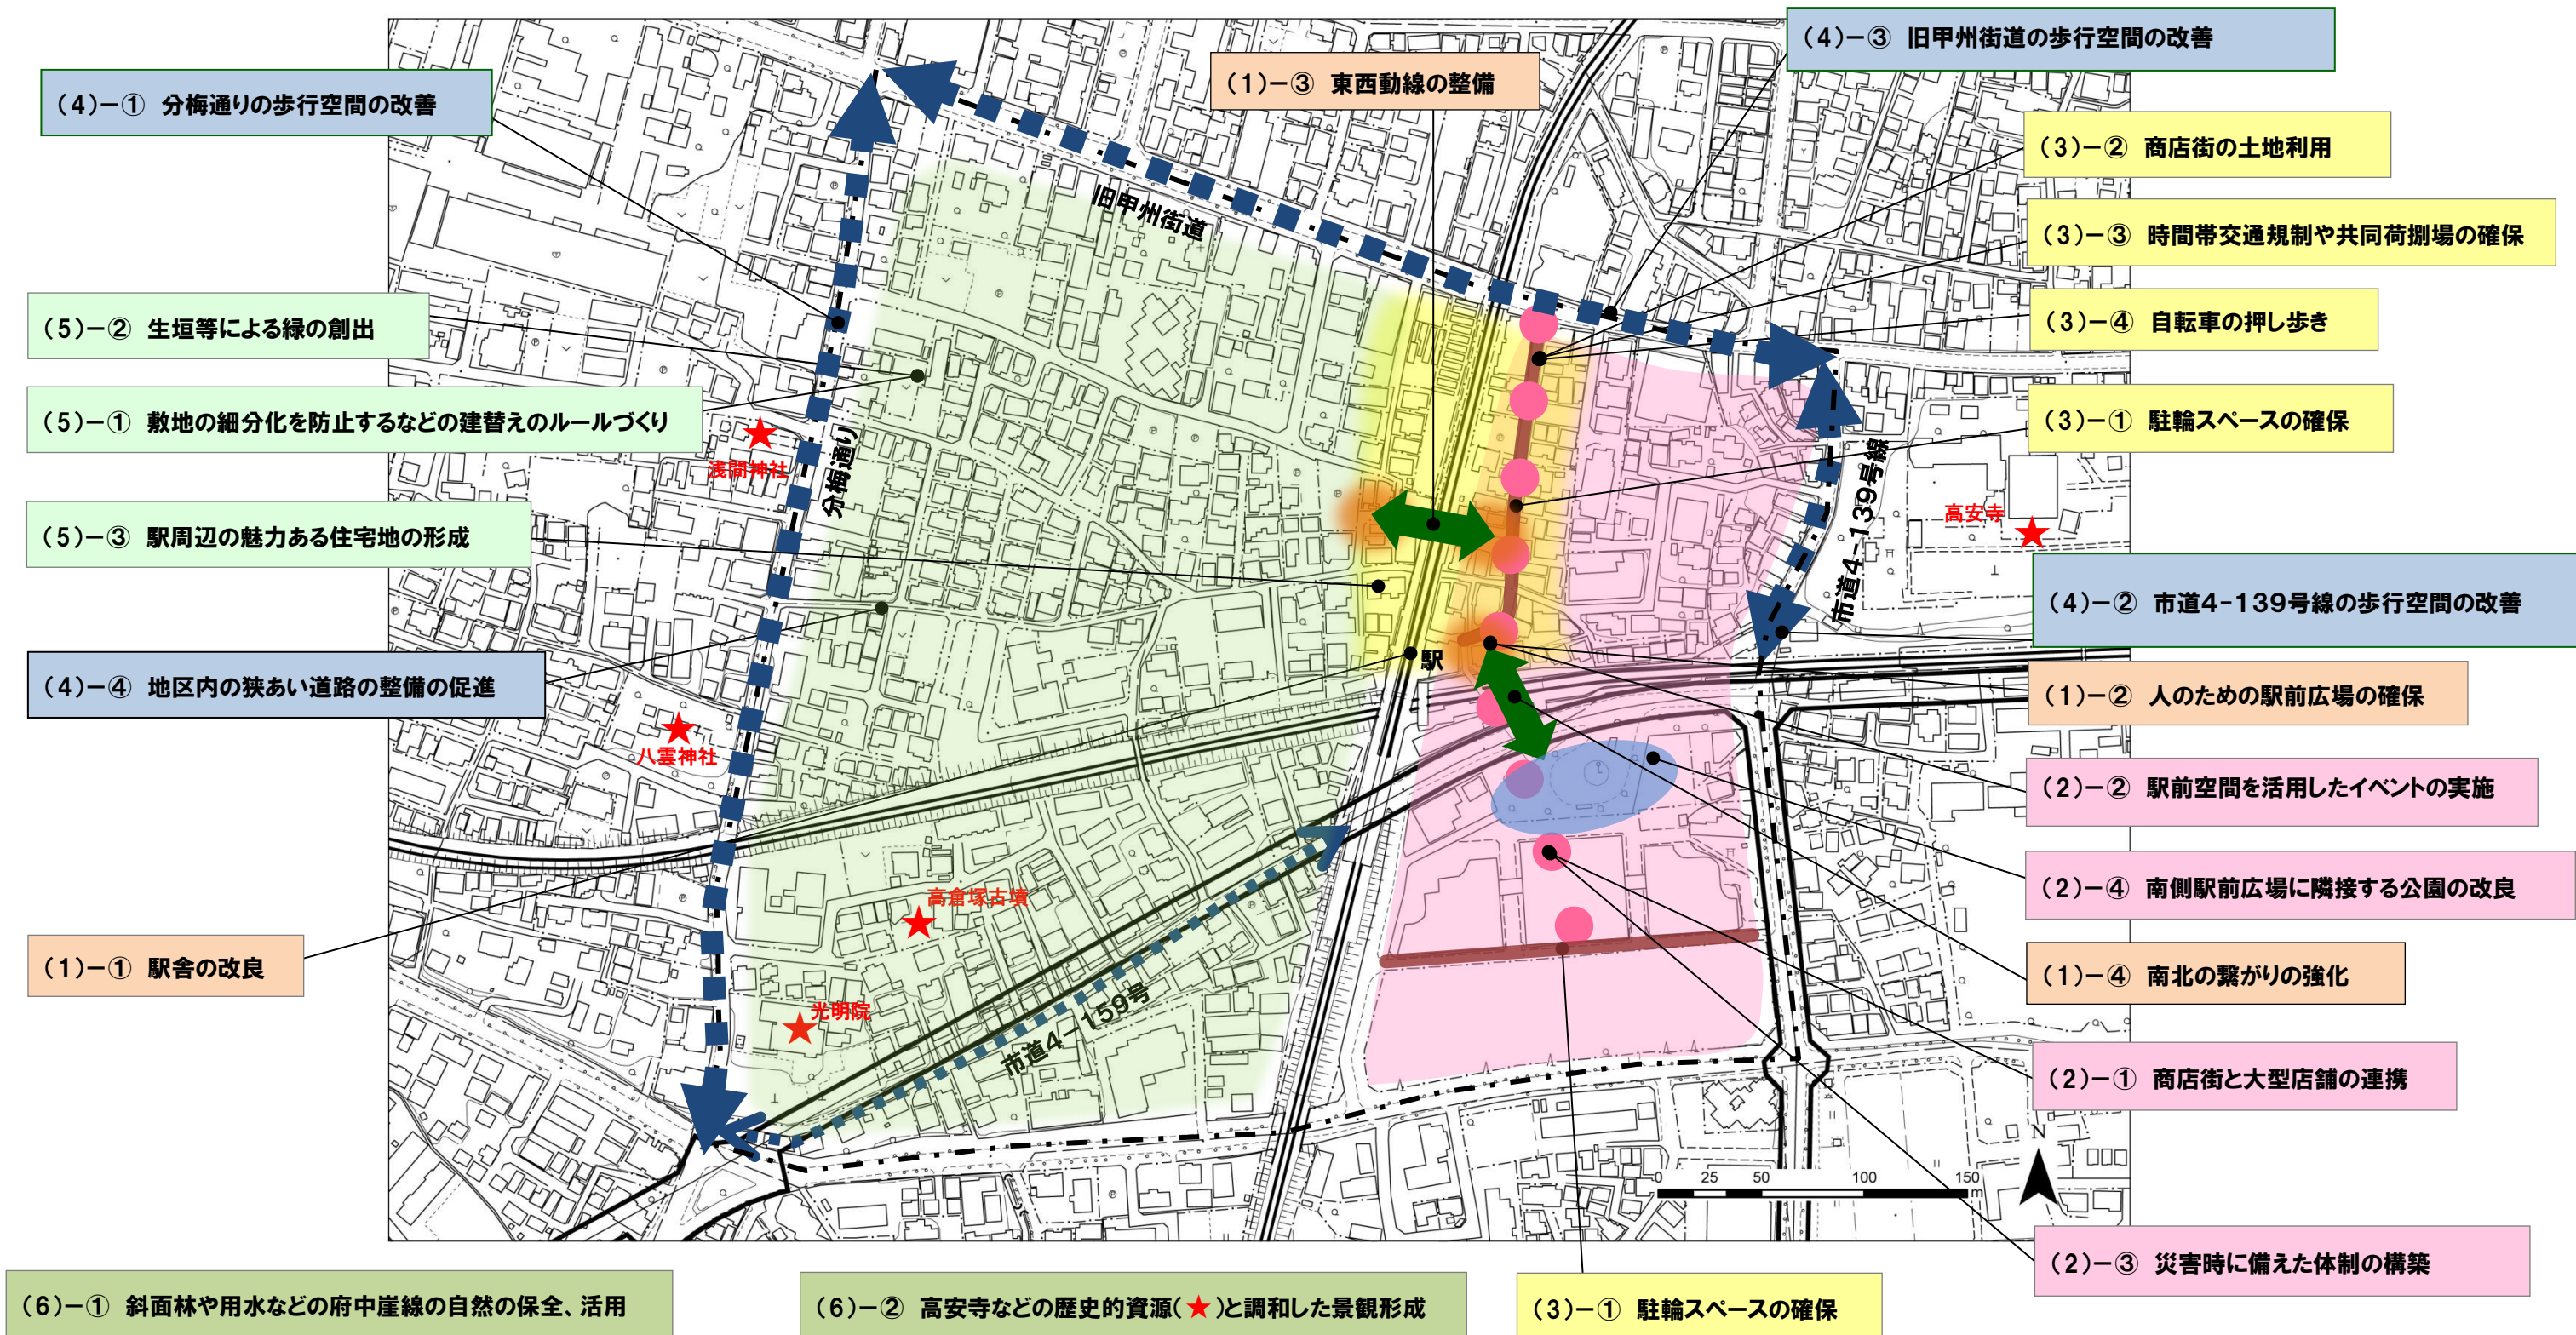 (4)-③ 旧甲州街道の歩行空間の改善
(1)-③ 東西動線の整備
(4)-① 分梅通りの歩行空間の改善
(3)-② 商店街の土地利用
(3)-③ 時間帯交通規制や共同荷捌場の確保
(3)-④ 自転車の押し歩き
(3)-① 駐輪スペースの確保
(5)-② 生垣等による緑の創出
(5)-① 敷地の細分化を防止するなどの建替えのルールづくり
(5)-③ 駅周辺の魅力ある住宅地の形成
(4)-④ 地区内の狭あい道路の整備の促進
(1)-① 駅舎の改良
旧甲州街道
分梅通り
浅間神社
八雲神社
高倉塚古墳
光明院
市道4-159号
駅
市道4-139号線
高安寺
(4)-② 市道4-139号線の歩行空間の改善
(1)-② 人のための駅前広場の確保
(2)-② 駅前空間を活用したイベントの実施
(2)-④ 南側駅前広場に隣接する公園の改良
(1)-④ 南北の繋がりの強化
(2)-① 商店街と大型店舗の連携
(2)-③ 災害時に備えた体制の構築
N
0 25 50 100 150
m
(6)-① 斜面林や用水などの府中崖線の自然の保全、活用
(6)-② 高安寺などの歴史的資源(★)と調和した景観形成
(3)-① 駐輪スペースの確保